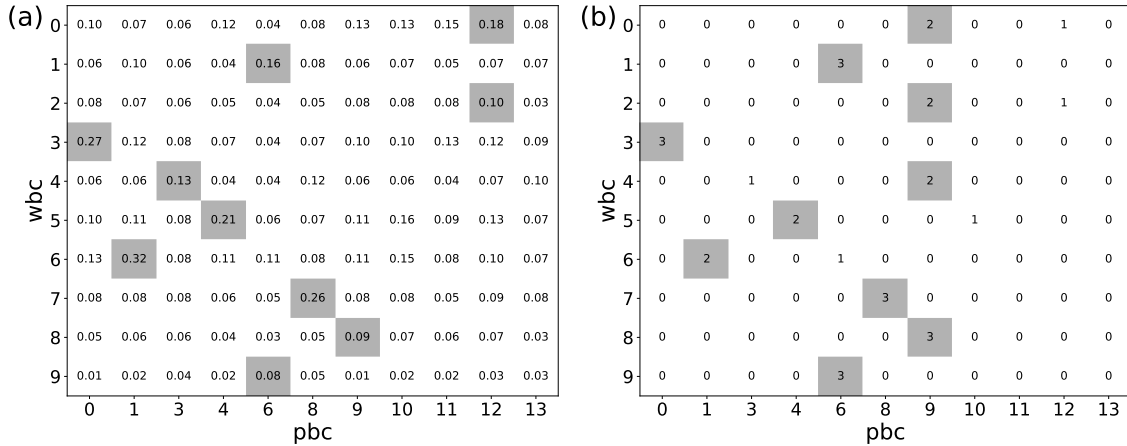 (a)
wbc
0 0.10 0.07 0.06 0.12 0.04 0.08 0.13 0.13 0.15 0.18 0.08
1 0.06 0.10 0.06 0.04 0.16 0.08 0.06 0.07 0.05 0.07 0.07
2 0.08 0.07 0.06 0.05 0.04 0.05 0.08 0.08 0.08 0.10 0.03
3 0.27 0.12 0.08 0.07 0.04 0.07 0.10 0.10 0.13 0.12 0.09
4 0.06 0.06 0.13 0.04 0.04 0.12 0.06 0.06 0.04 0.07 0.10
5 0.10 0.11 0.08 0.21 0.06 0.07 0.11 0.16 0.09 0.13 0.07
6 0.13 0.32 0.08 0.11 0.11 0.08 0.11 0.15 0.08 0.10 0.07
7 0.08 0.08 0.08 0.06 0.05 0.26 0.08 0.08 0.05 0.09 0.08
8 0.05 0.06 0.06 0.04 0.03 0.05 0.09 0.07 0.06 0.07 0.03
9 0.01 0.02 0.04 0.02 0.08 0.05 0.01 0.02 0.02 0.03 0.03
0 1 3 4 6 8 9 10 11 12 13
pbc
(b)
wbc
0 0 0 0 0 0 0 2 0 0 1 0
1 0 0 0 0 3 0 0 0 0 0 0
2 0 0 0 0 0 0 2 0 0 1 0
3 3 0 0 0 0 0 0 0 0 0 0
4 0 0 1 0 0 0 2 0 0 0 0
5 0 0 0 2 0 0 0 1 0 0 0
6 0 2 0 0 1 0 0 0 0 0 0
7 0 0 0 0 0 3 0 0 0 0 0
8 0 0 0 0 0 0 3 0 0 0 0
9 0 0 0 0 3 0 0 0 0 0 0
0 1 3 4 6 8 9 10 11 12 13
pbc